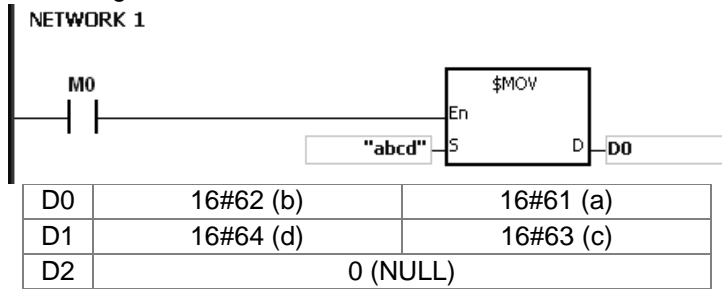 NETWORK 1
M0
$MOV
En
"abcd" S D D0
D0 16#62 (b) 16#61 (a)
D1 16#64 (d) 16#63 (c)
D2 0 (NULL)